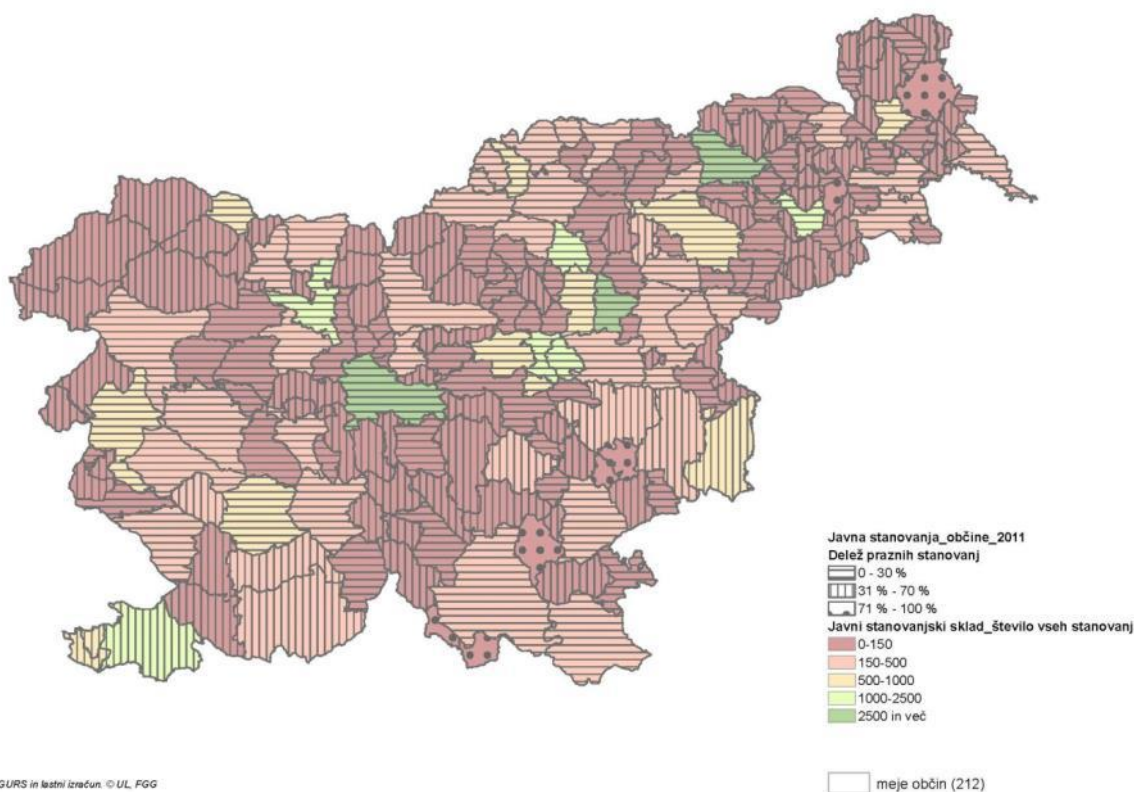 Javna stanovanja_občine_2011
Delež praznih stanovanj
0 - 30 %
31 % - 70 %
71 % - 100 %
Javni stanovanjski sklad_število vseh stanovanj
0-150
150-500
500-1000
1000-2500
2500 in več
GURS in lastni izračun. © UL, FGG
meje občin (212)